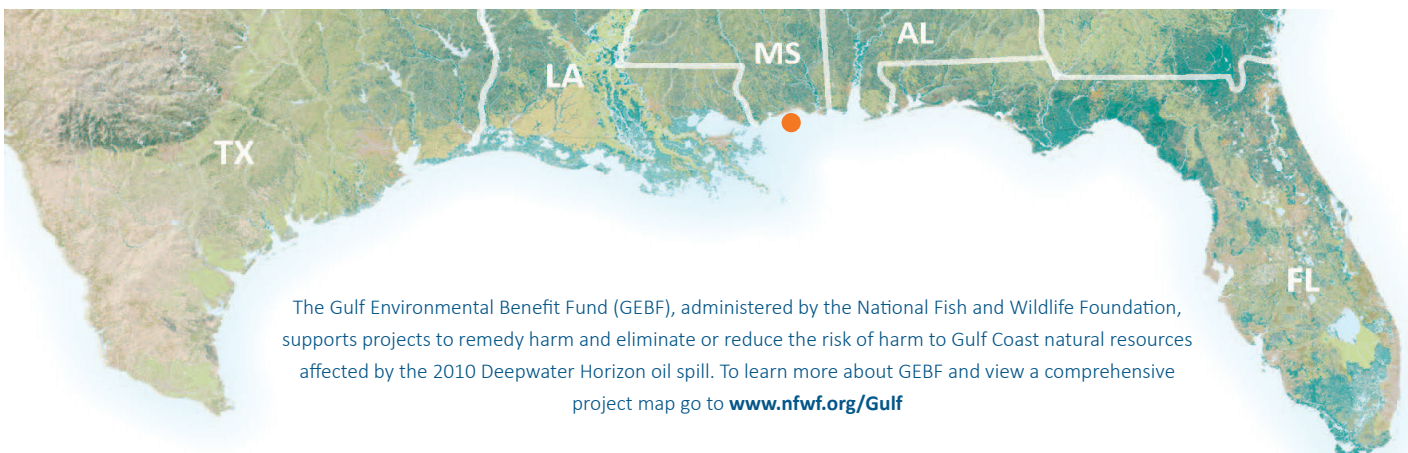 AL
MS
LA
TX
FL
The Gulf Environmental Benefit Fund (GEBF), administered by the National Fish and Wildlife Foundation,
supports projects to remedy harm and eliminate or reduce the risk of harm to Gulf Coast natural resources
affected by the 2010 Deepwater Horizon oil spill. To learn more about GEBF and view a comprehensive
project map go to www.nfwf.org/Gulf